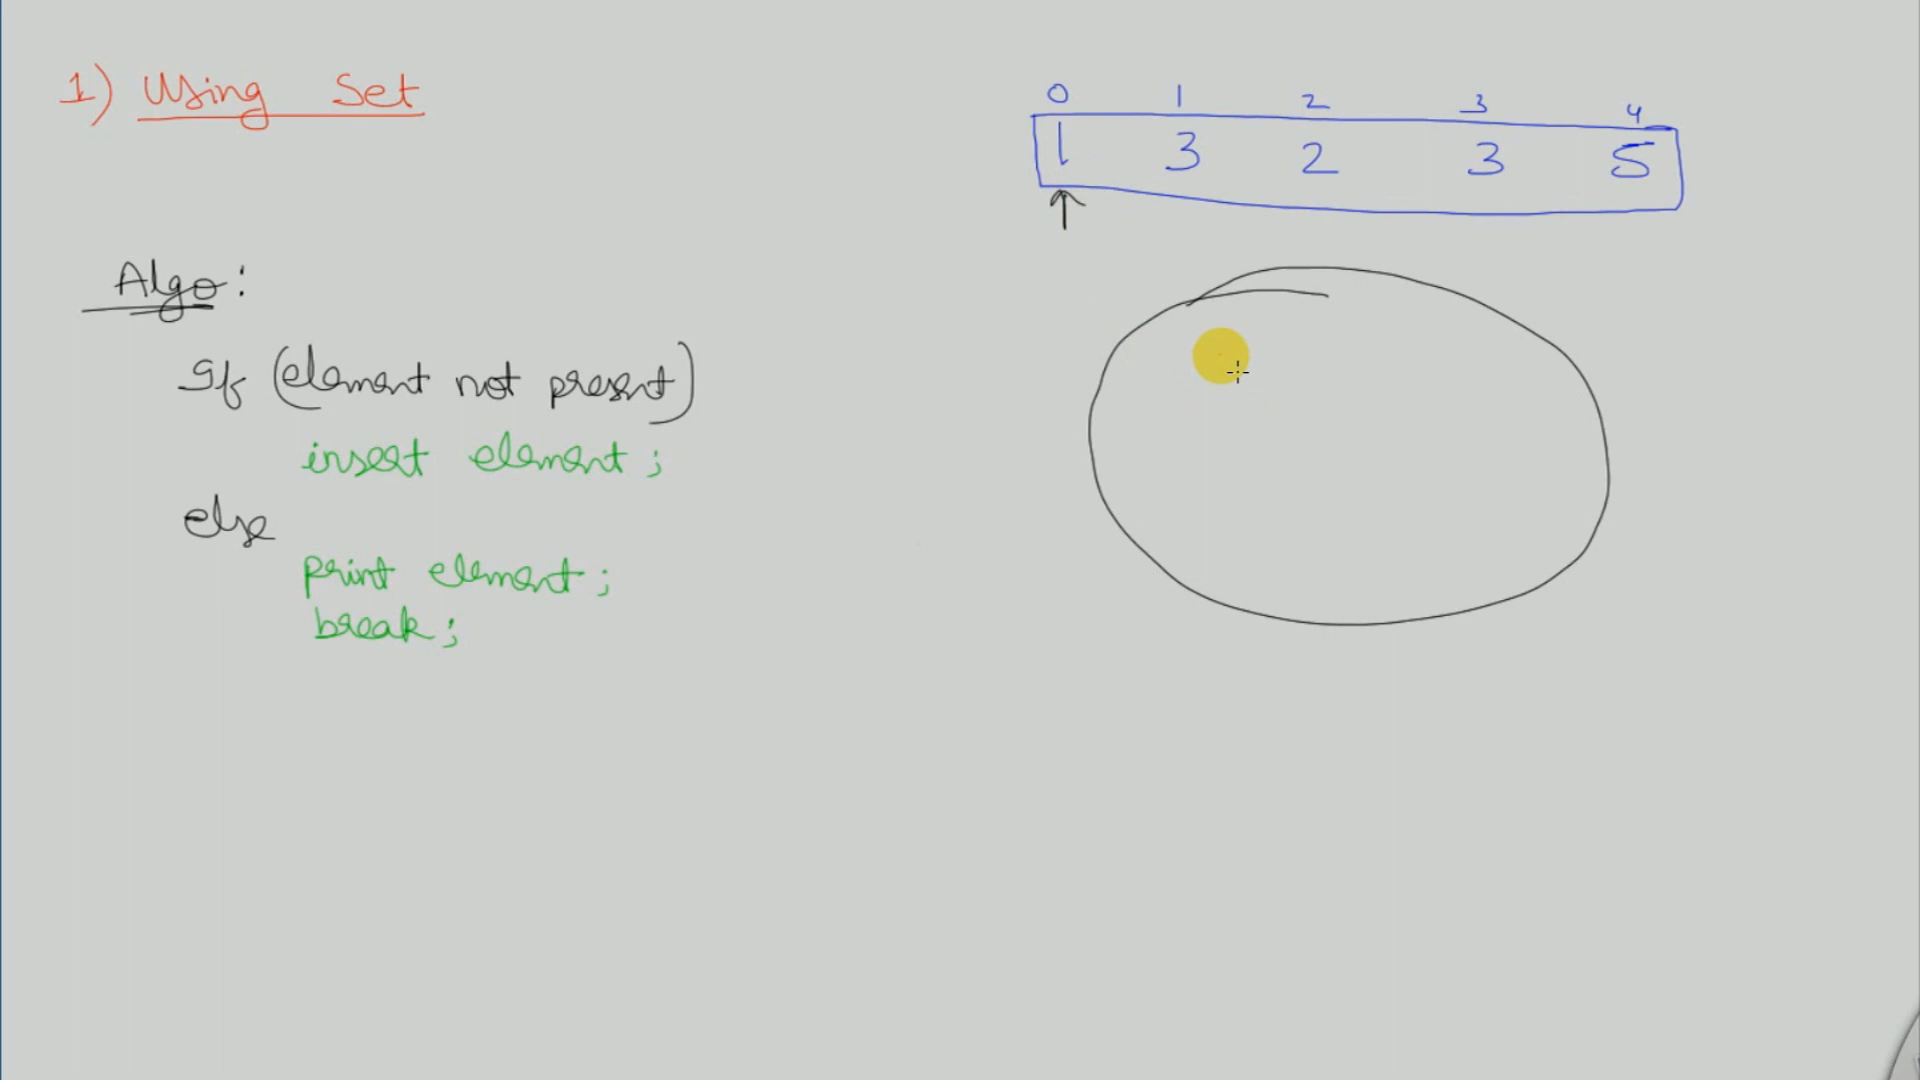 1) Using Set
0 1 2 3 4
1 3 2 3 5
Algo:
If (element not present)
insert element;
else
print element;
break;